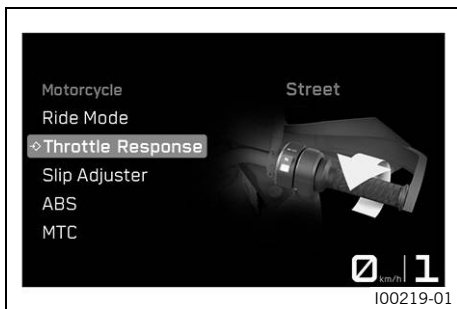 Motorcycle Street
Ride Mode
Throttle Response
Slip Adjuster
ABS
MTC
0 km/h 1
I00219-01